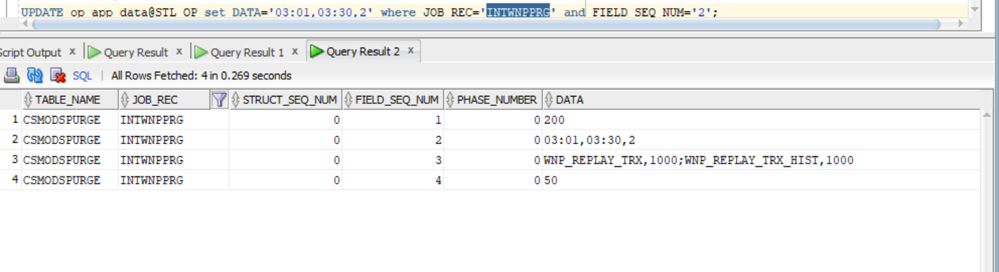 UPDATE op_app_data@STL_OP set DATA='03:01,03:30,2' where JOB_REC='INTWNPPRG' and FIELD_SEQ_NUM='2';
Script Output x Query Result x Query Result 1 x Query Result 2 x
SQL | All Rows Fetched: 4 in 0.269 seconds
TABLE_NAME JOB_REC STRUCT_SEQ_NUM FIELD_SEQ_NUM PHASE_NUMBER DATA
1 CSMODSPURGE INTWNPPRG 0 1 0 200
2 CSMODSPURGE INTWNPPRG 0 2 0 03:01,03:30,2
3 CSMODSPURGE INTWNPPRG 0 3 0 WNP_REPLAY_TRX,1000;WNP_REPLAY_TRX_HIST,1000
4 CSMODSPURGE INTWNPPRG 0 4 0 50